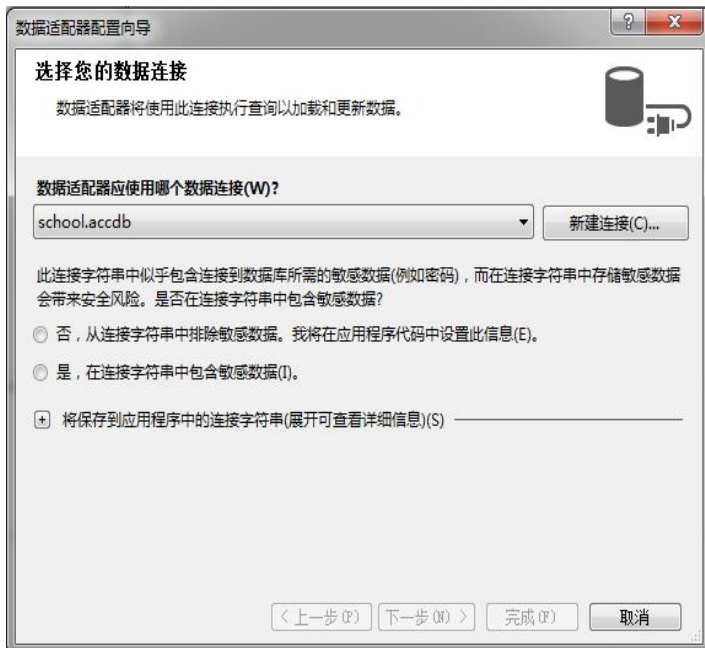 数据适配器配置向导
选择您的数据连接
数据适配器将使用此连接执行查询以加载和更新数据。
数据适配器应使用哪个数据连接(W)?
school.accdb
新建连接(C)...
此连接字符串中似乎包含连接到数据库所需的敏感数据(例如密码)，而在连接字符串中存储敏感数据
会带来安全风险。是否在连接字符串中包含敏感数据?
否，从连接字符串中排除敏感数据。我将在应用程序代码中设置此信息(E)。
是，在连接字符串中包含敏感数据(I)。
将保存到应用程序中的连接字符串(展开可查看详细信息)(S)
< 上一步(P) 下一步(N) > 完成(F) 取消